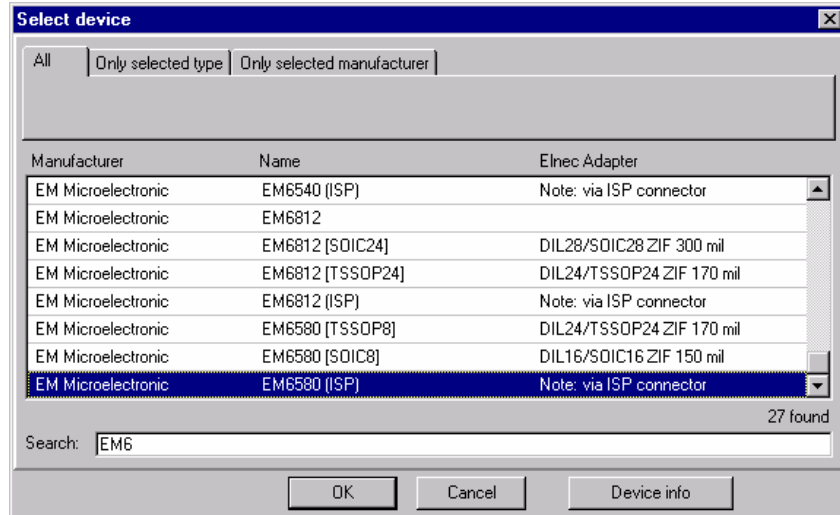 Select device
All Only selected type Only selected manufacturer
Manufacturer Name Elnec Adapter
EM Microelectronic EM6540 (ISP) Note: via ISP connector
EM Microelectronic EM6812
EM Microelectronic EM6812 [SOIC24] DIL28/SOIC28 ZIF 300 mil
EM Microelectronic EM6812 [TSSOP24] DIL24/TSSOP24 ZIF 170 mil
EM Microelectronic EM6812 (ISP) Note: via ISP connector
EM Microelectronic EM6580 [TSSOP8] DIL24/TSSOP24 ZIF 170 mil
EM Microelectronic EM6580 [SOIC8] DIL16/SOIC16 ZIF 150 mil
EM Microelectronic EM6580 (ISP) Note: via ISP connector
27 found
Search: EM6
OK Cancel Device info